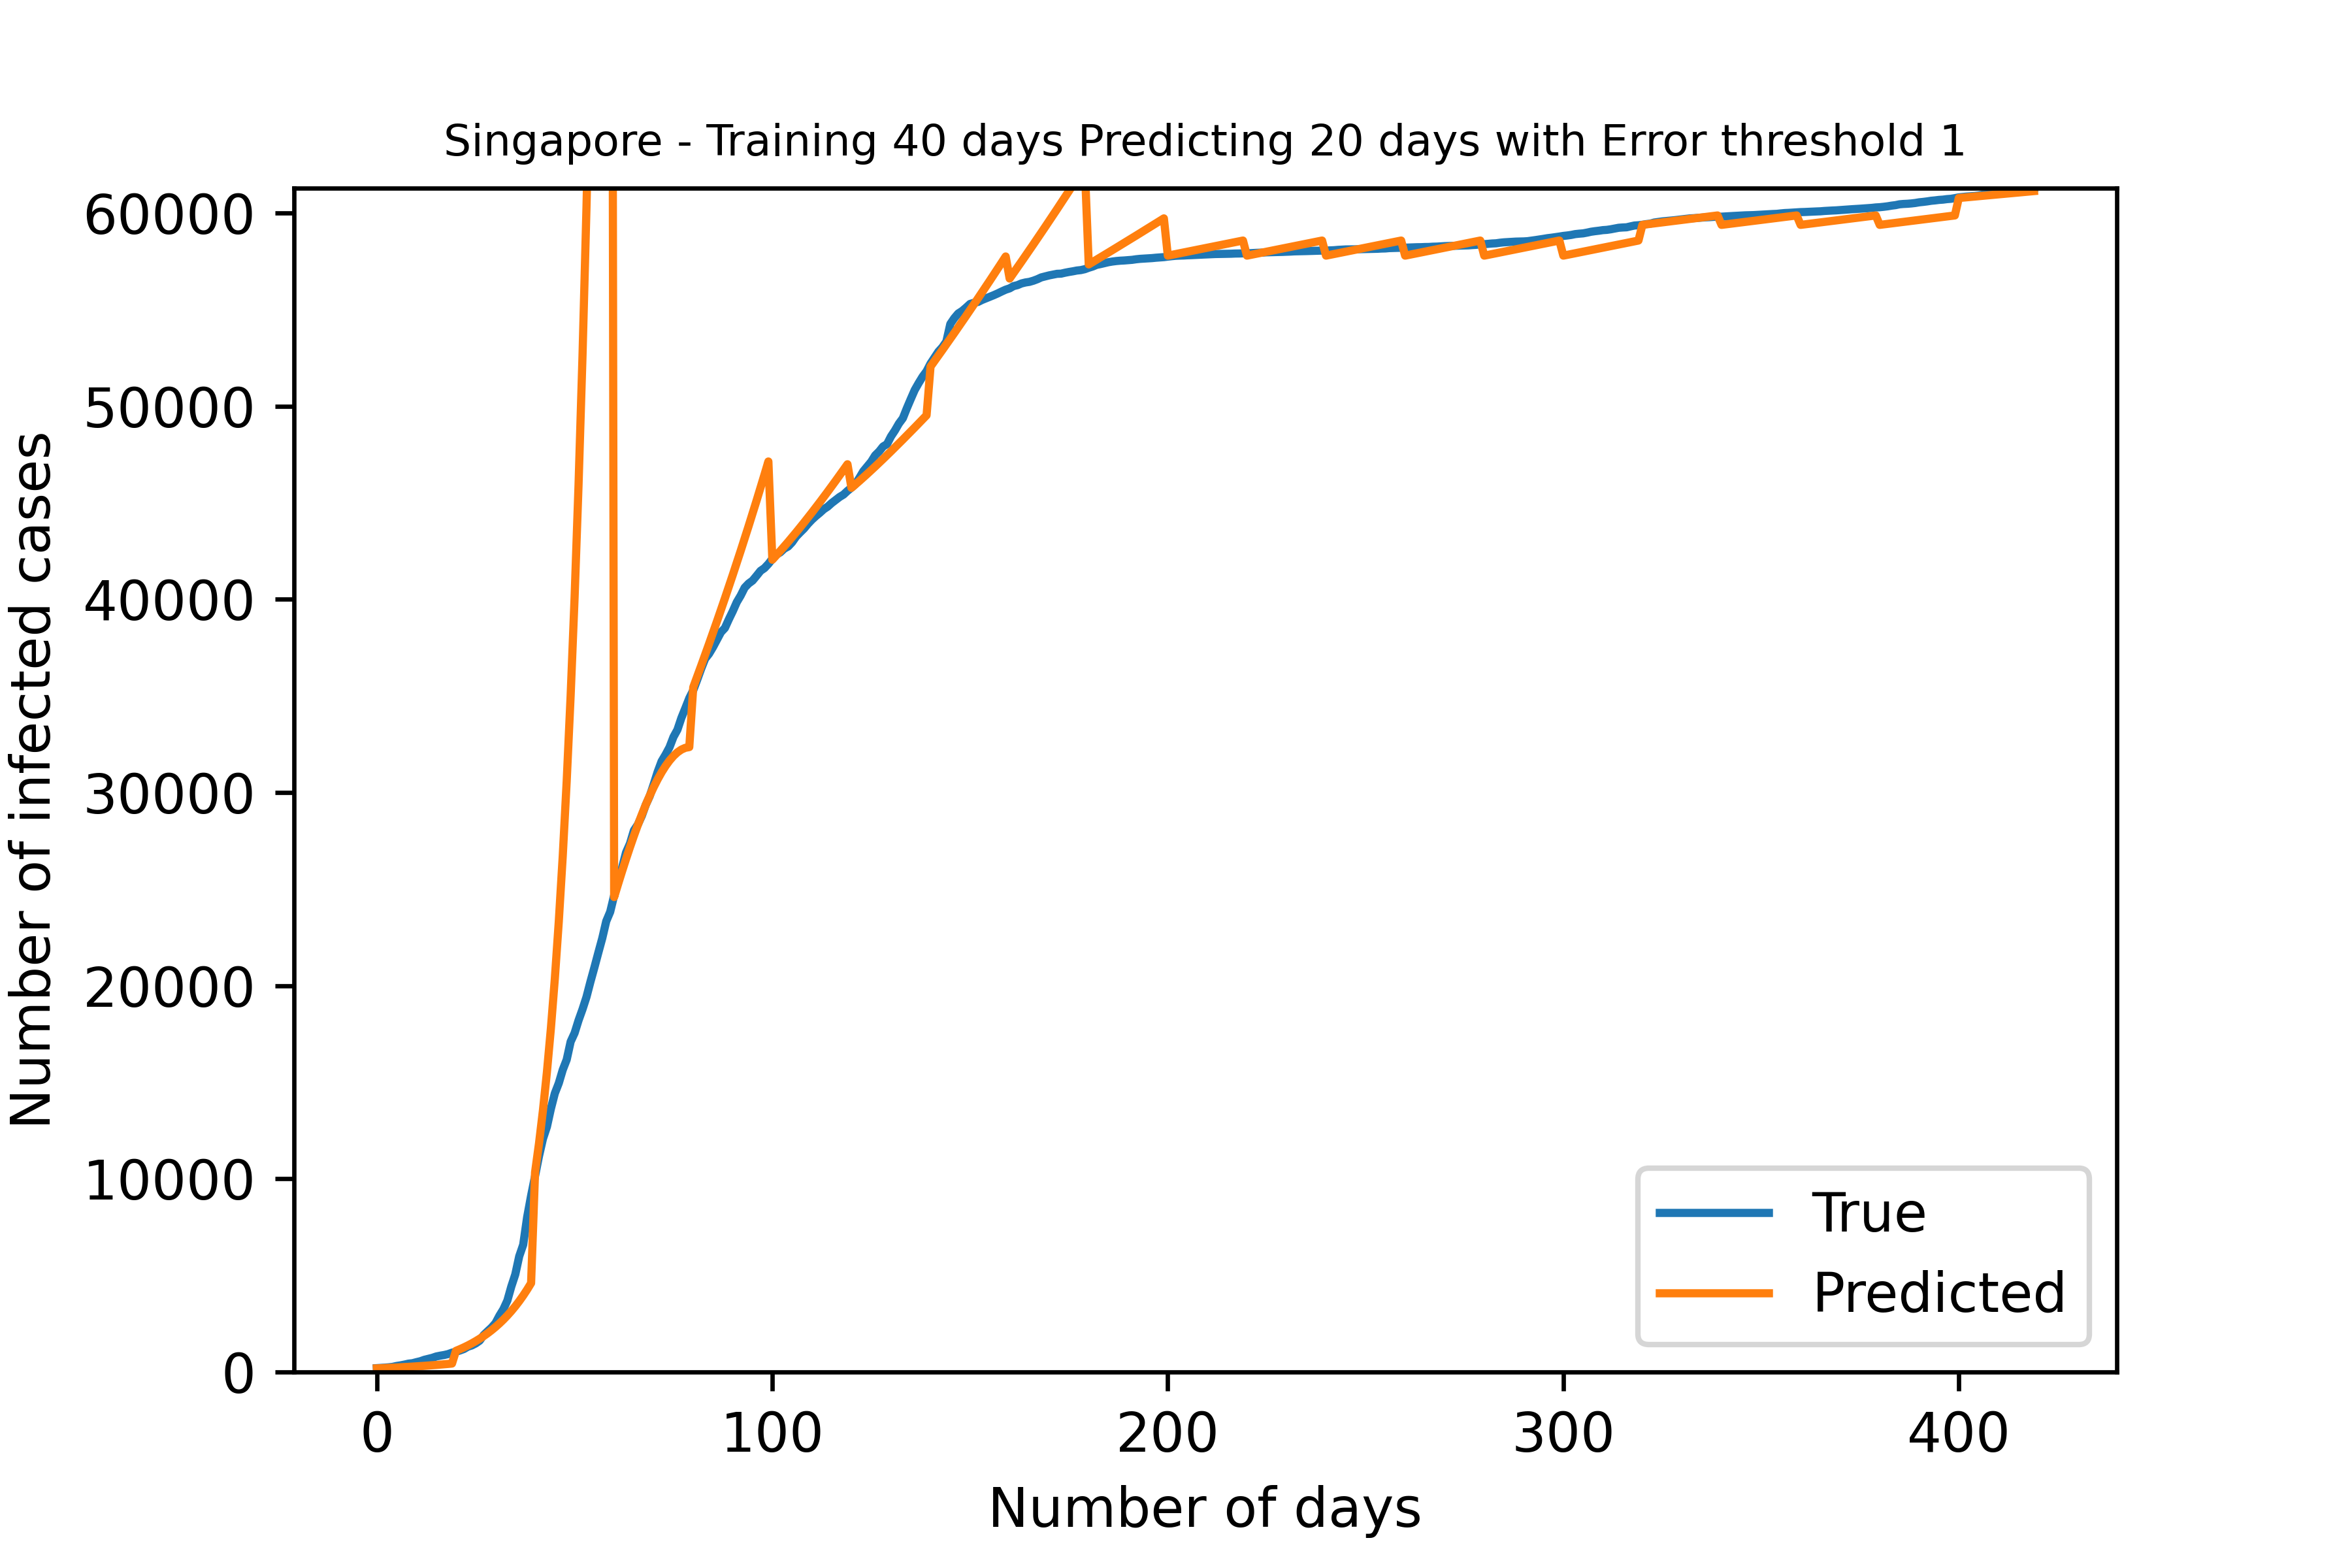 Singapore - Training 40 days Predicting 20 days with Error threshold 1
60000
50000
40000
30000
20000
10000
0
Number of infected cases
True
Predicted
0 100 200 300 400
Number of days